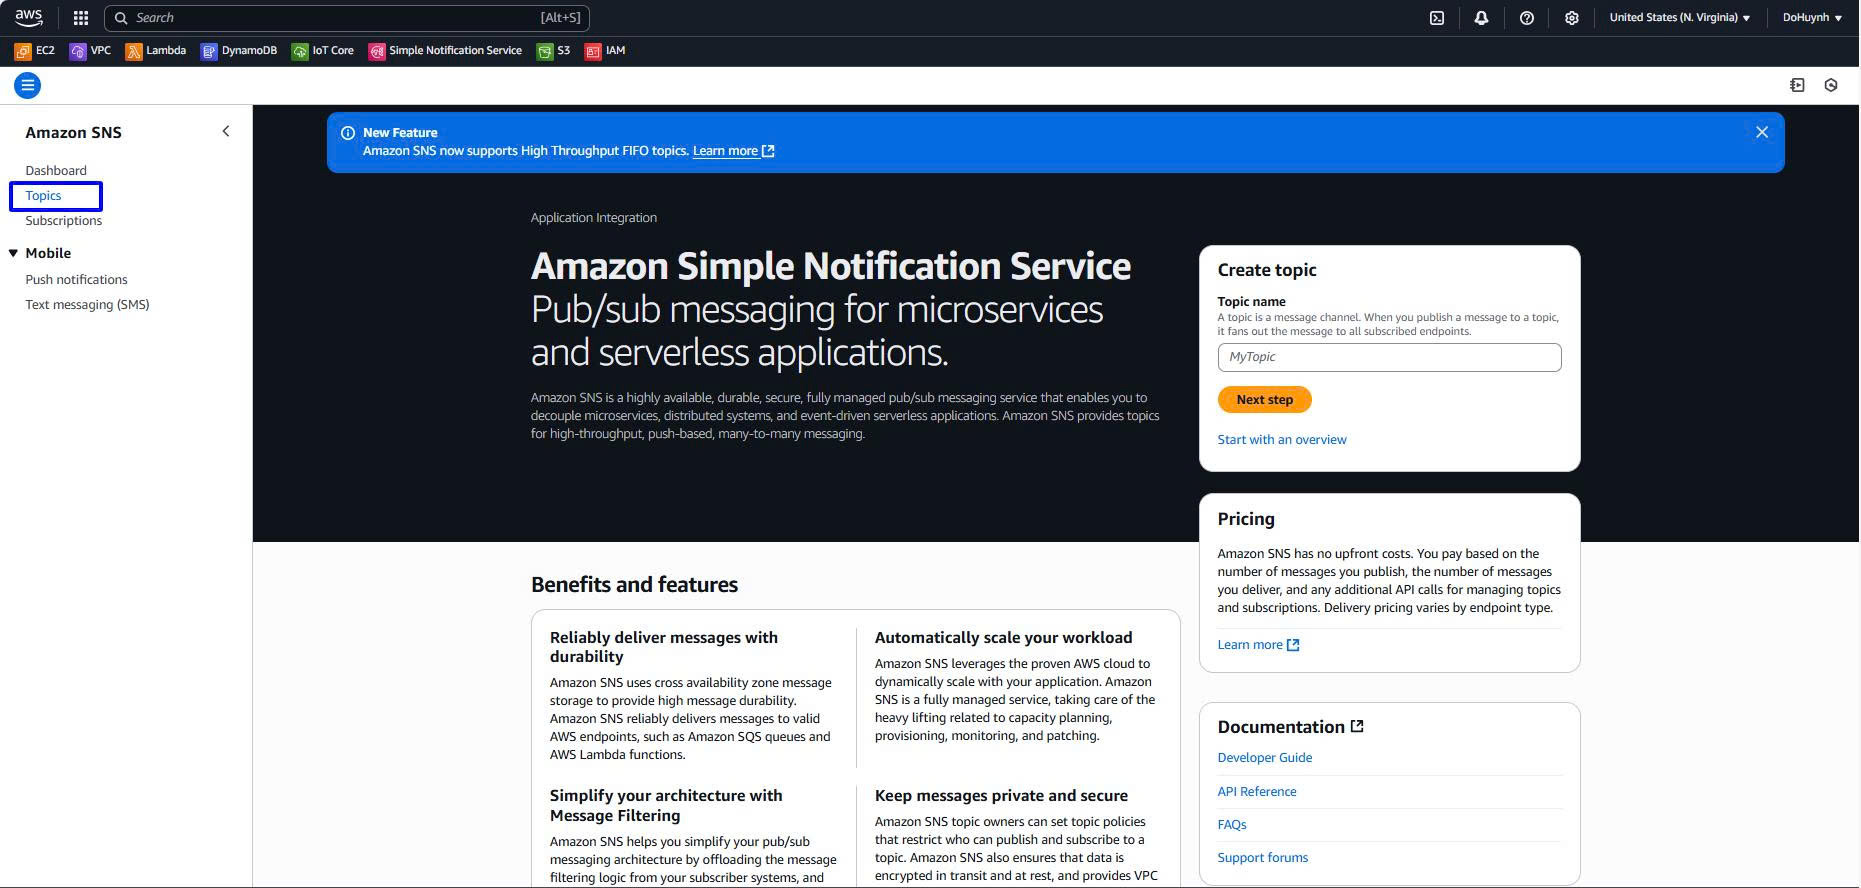 aws
Search
[Alt+S]
United States (N. Virginia)
DoHuynh
EC2
VPC
Lambda
DynamoDB
IoT Core
Simple Notification Service
S3
IAM
Amazon SNS
Dashboard
Topics
Subscriptions
Mobile
Push notifications
Text messaging (SMS)
New Feature
Amazon SNS now supports High Throughput FIFO topics. Learn more
Application Integration
Amazon Simple Notification Service
Pub/sub messaging for microservices
and serverless applications.
Amazon SNS is a highly available, durable, secure, fully managed pub/sub messaging service that enables you to
decouple microservices, distributed systems, and event-driven serverless applications. Amazon SNS provides topics
for high-throughput, push-based, many-to-many messaging.
Create topic
Topic name
A topic is a message channel. When you publish a message to a topic,
it fans out the message to all subscribed endpoints.
MyTopic
Next step
Start with an overview
Pricing
Amazon SNS has no upfront costs. You pay based on the
number of messages you publish, the number of messages
you deliver, and any additional API calls for managing topics
and subscriptions. Delivery pricing varies by endpoint type.
Learn more
Benefits and features
Reliably deliver messages with
durability
Amazon SNS uses cross availability zone message
storage to provide high message durability.
Amazon SNS reliably delivers messages to valid
AWS endpoints, such as Amazon SQS queues and
AWS Lambda functions.
Automatically scale your workload
Amazon SNS leverages the proven AWS cloud to
dynamically scale with your application. Amazon
SNS is a fully managed service, taking care of the
heavy lifting related to capacity planning,
provisioning, monitoring, and patching.
Simplify your architecture with
Message Filtering
Amazon SNS helps you simplify your pub/sub
messaging architecture by offloading the message
filtering logic from your subscriber systems, and
Keep messages private and secure
Amazon SNS topic owners can set topic policies
that restrict who can publish and subscribe to a
topic. Amazon SNS also ensures that data is
encrypted in transit and at rest, and provides VPC
Documentation
Developer Guide
API Reference
FAQs
Support forums